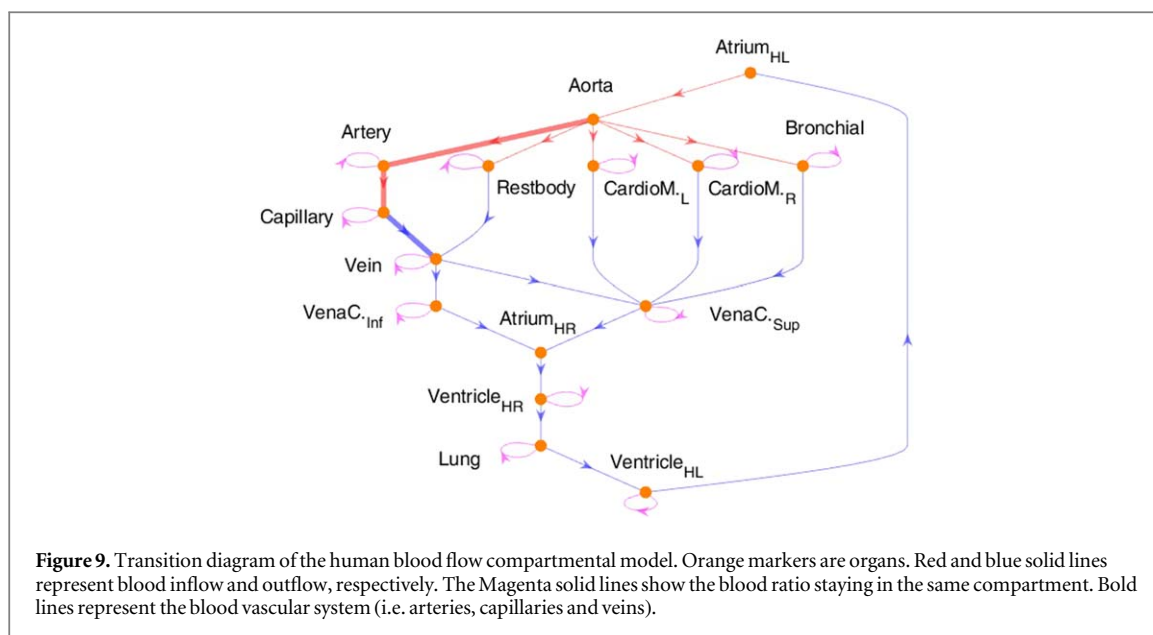 Atrium_HL
Aorta
Artery
Bronchial
Restbody
CardioM._L
CardioM._R
Capillary
Vein
VenaC._Inf
Atrium_HR
VenaC._Sup
Ventricle_HR
Lung
Ventricle_HL
Figure 9. Transition diagram of the human blood flow compartmental model. Orange markers are organs. Red and blue solid lines
represent blood inflow and outflow, respectively. The Magenta solid lines show the blood ratio staying in the same compartment. Bold
lines represent the blood vascular system (i.e. arteries, capillaries and veins).